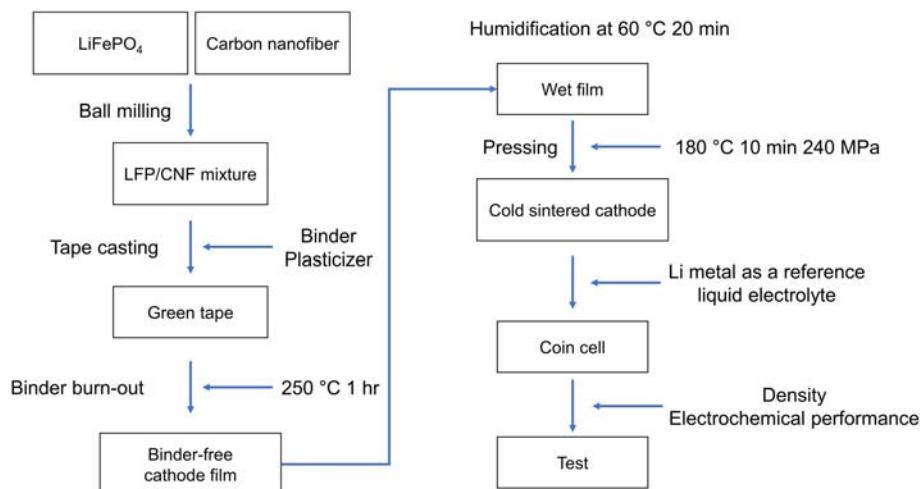 LiFePO₄
Carbon nanofiber
Ball milling
LFP/CNF mixture
Tape casting
Binder
Plasticizer
Green tape
Binder burn-out
250 °C 1 hr
Binder-free
cathode film
Humidification at 60 °C 20 min
Wet film
Pressing
180 °C 10 min 240 MPa
Cold sintered cathode
Li metal as a reference
liquid electrolyte
Coin cell
Density
Electrochemical performance
Test